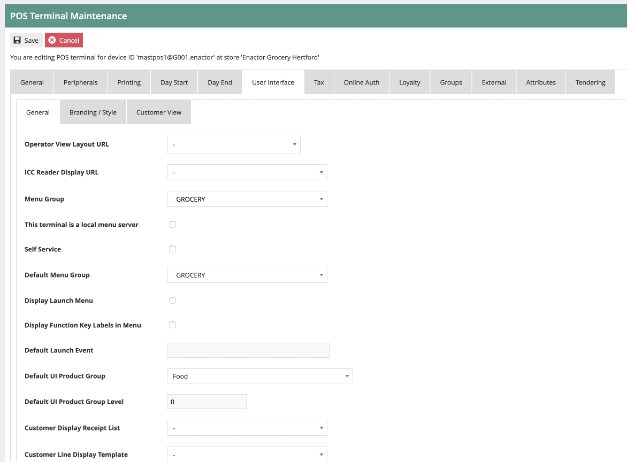 POS Terminal Maintenance
Save Cancel
You are editing POS terminal for device ID 'mastpos1@G001.enactor' at store 'Enactor Grocery Hertford'
General Peripherals Printing Day Start Day End User Interface Tax Online Auth Loyalty Groups External Attributes Tendering
General Branding / Style Customer View
Operator View Layout URL -
ICC Reader Display URL -
Menu Group GROCERY
This terminal is a local menu server
Self Service
Default Menu Group GROCERY
Display Launch Menu
Display Function Key Labels in Menu
Default Launch Event
Default UI Product Group Food
Default UI Product Group Level 0
Customer Display Receipt List -
Customer Line Display Template -